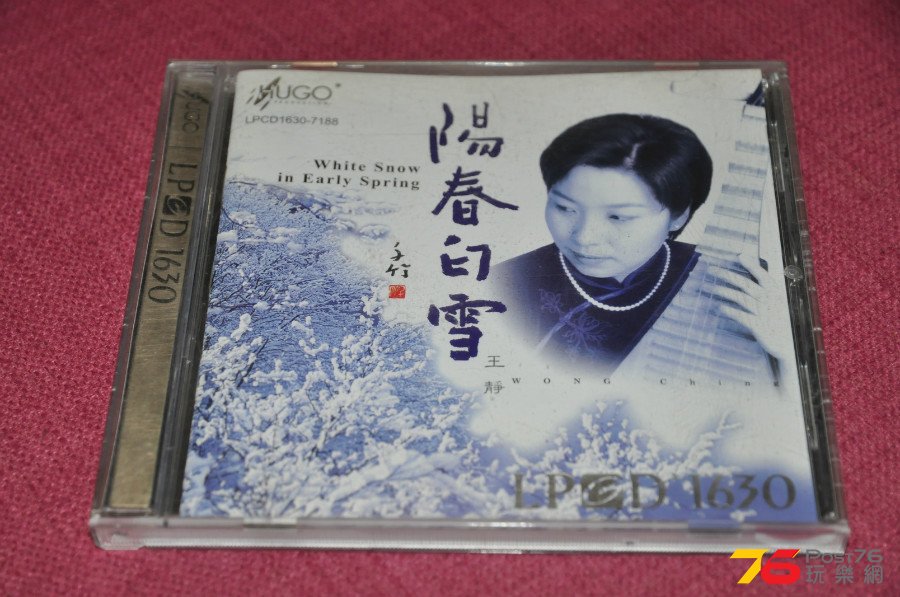 HUGO
LPCD1630-7188
White Snow
in Early Spring
陽春白雪
王靜
WONG Ching
LPCD 1630
UGO LPCD 1630
76 Post76
玩樂網